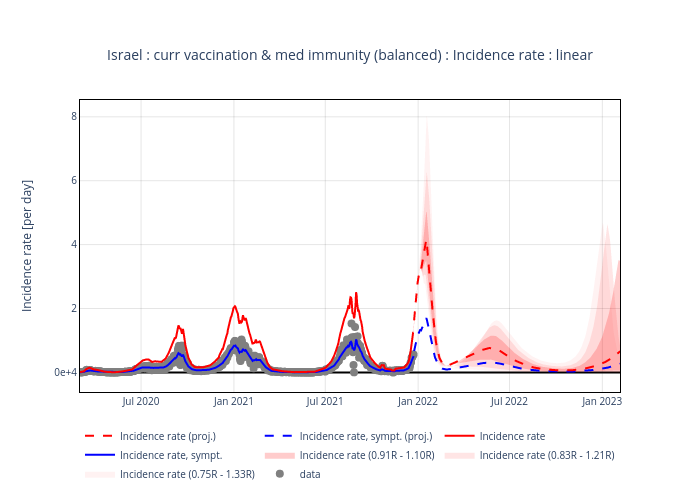 Israel : curr vaccination & med immunity (balanced) : Incidence rate : linear
Incidence rate [per day]
8
6
4
2
0e+4
Jul 2020 Jan 2021 Jul 2021 Jan 2022 Jul 2022 Jan 2023
Incidence rate (proj.) Incidence rate, sympt. (proj.) Incidence rate
Incidence rate, sympt. Incidence rate (0.91R - 1.10R) Incidence rate (0.83R - 1.21R)
Incidence rate (0.75R - 1.33R) data